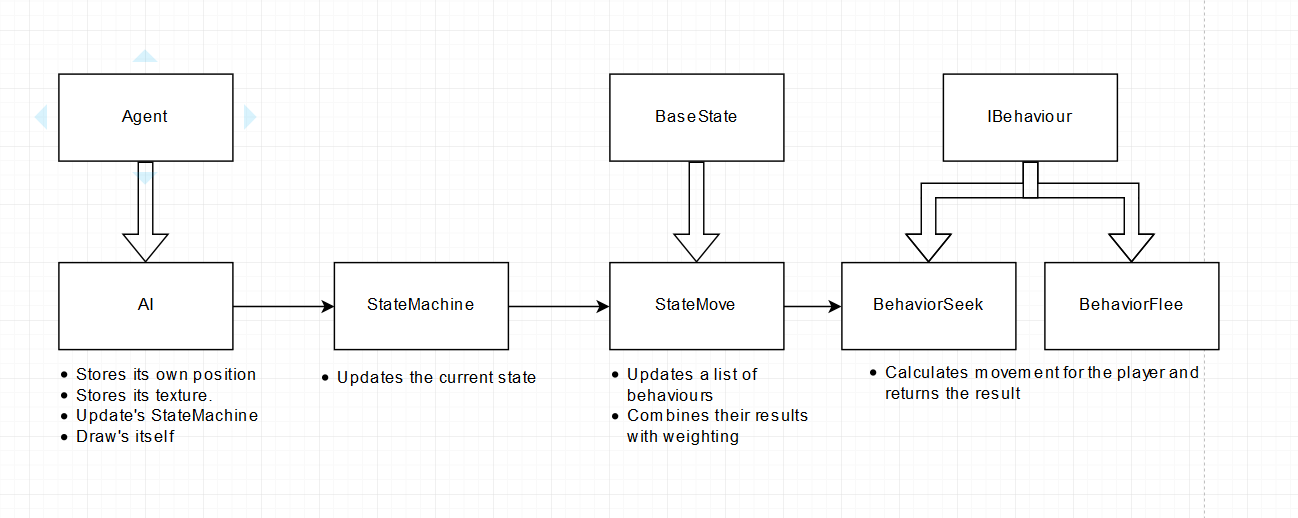 Agent
BaseState
IBehaviour
AI
StateMachine
StateMove
BehaviorSeek
BehaviorFlee
• Stores its own position
• Stores its texture.
• Update's StateMachine
• Draw's itself
• Updates the current state
• Updates a list of
behaviours
• Combines their results
with weighting
• Calculates movement for the player and
returns the result